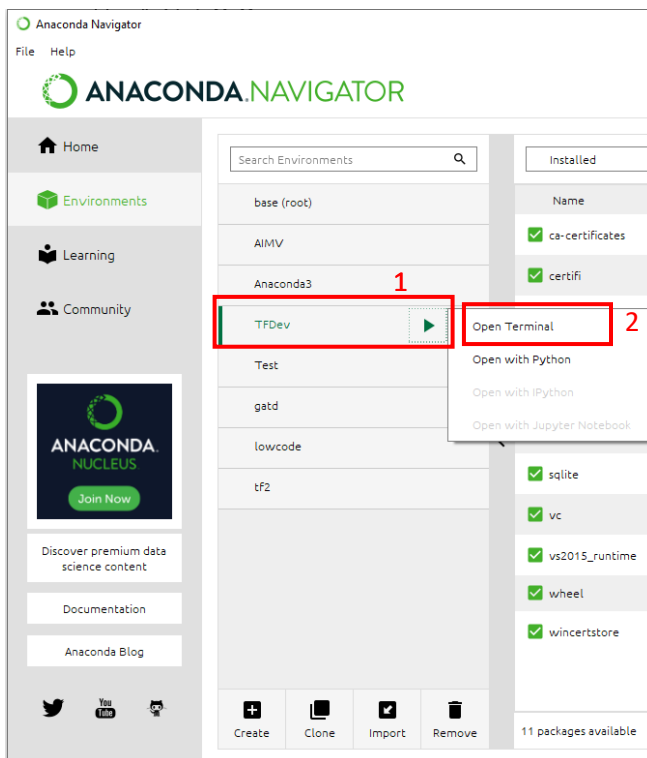 Anaconda Navigator
File Help
ANACONDA.NAVIGATOR
Home
Environments
Learning
Community
ANACONDA.
NUCLEUS
Join Now
Discover premium data
science content
Documentation
Anaconda Blog
You
Tube
Search Environments
base (root)
AIMV
Anaconda3
1
TFDev
Test
gatd
lowcode
tf2
Create Clone Import Remove
Installed
Name
ca-certificates
certifi
Open Terminal
2
Open with Python
Open with IPython
Open with Jupyter Notebook
sqlite
vc
vs2015_runtime
wheel
wincertstore
11 packages available